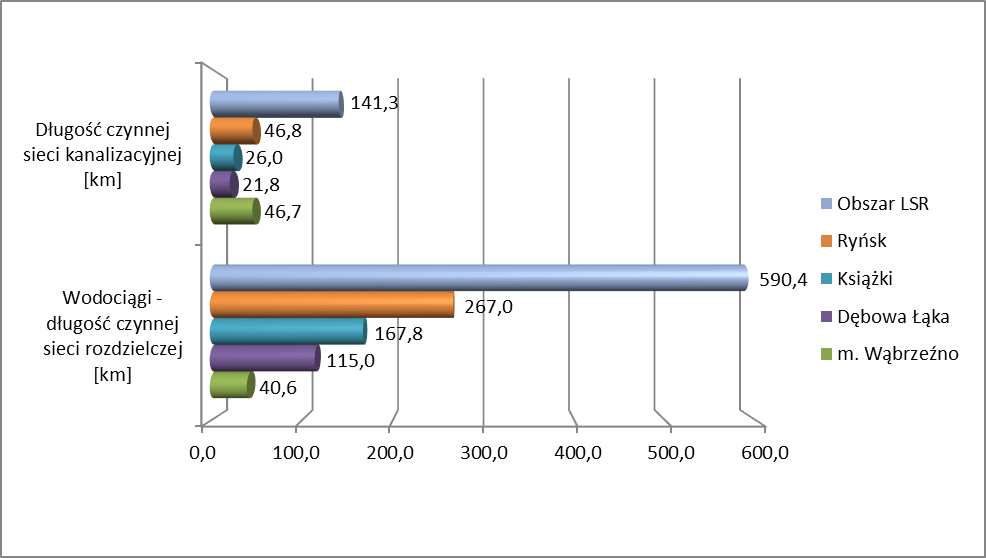 Długość czynnej
sieci kanalizacyjnej
[km]
141,3
46,8
26,0
21,8
46,7
Wodociągi -
długość czynnej
sieci rozdzielczej
[km]
590,4
267,0
167,8
115,0
40,6
0,0 100,0 200,0 300,0 400,0 500,0 600,0
Obszar LSR
Ryńsk
Książki
Dębowa Łąka
m. Wąbrzeźno